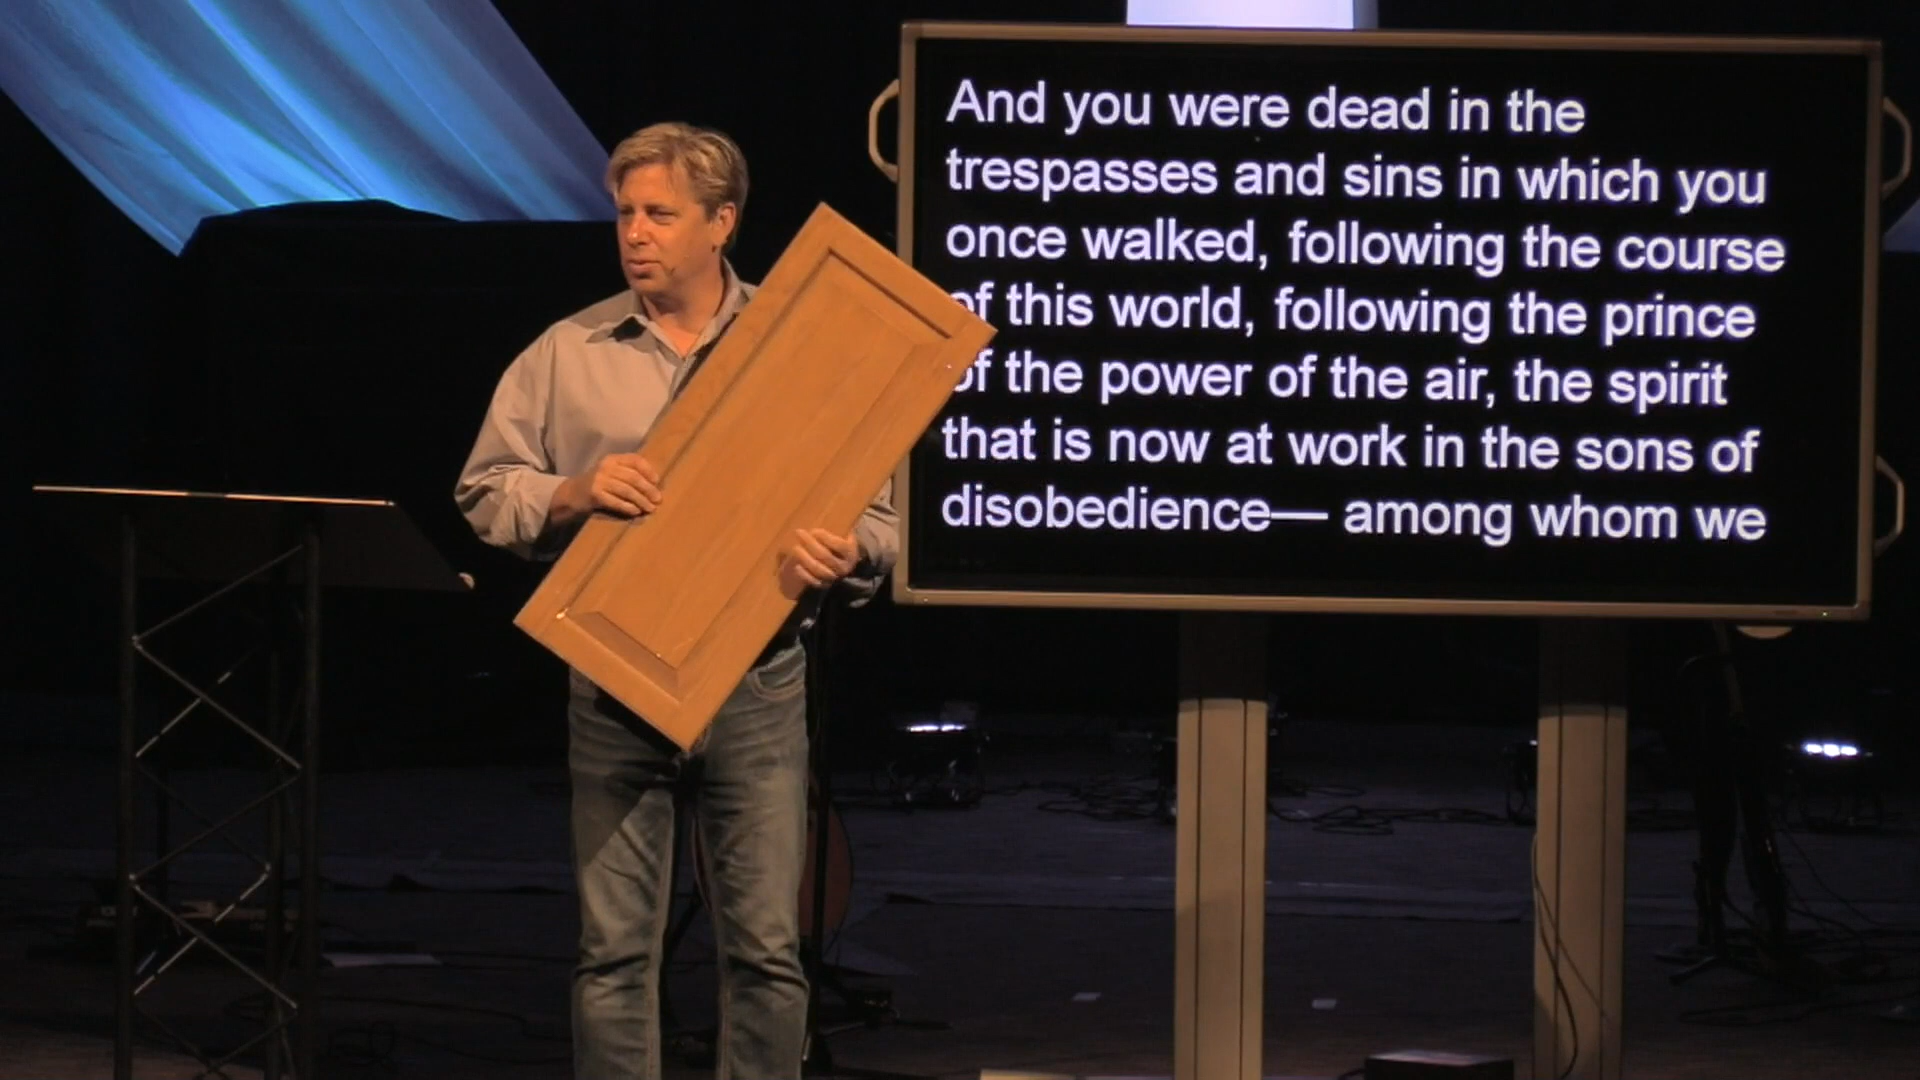 And you were dead in the
trespasses and sins in which you
once walked, following the course
of this world, following the prince
of the power of the air, the spirit
that is now at work in the sons of
disobedience— among whom we